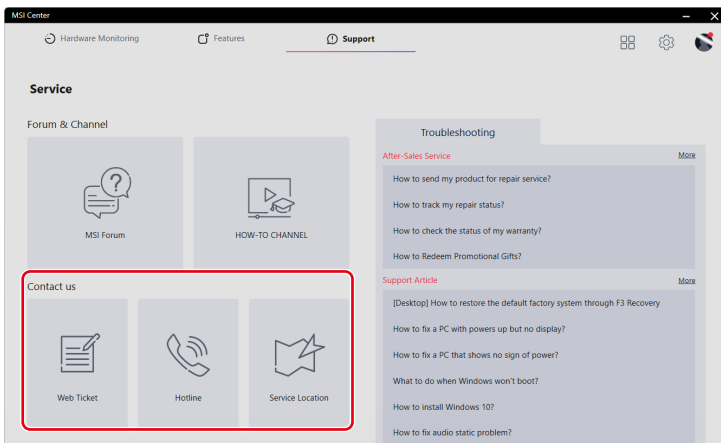 MSI Center
Hardware Monitoring
Features
Support
Service
Forum & Channel
MSI Forum
HOW-TO CHANNEL
Contact us
Web Ticket
Hotline
Service Location
Troubleshooting
After-Sales Service
More
How to send my product for repair service?
How to track my repair status?
How to check the status of my warranty?
How to Redeem Promotional Gifts?
Support Article
More
[Desktop] How to restore the default factory system through F3 Recovery
How to fix a PC with powers up but no display?
How to fix a PC that shows no sign of power?
What to do when Windows won't boot?
How to install Windows 10?
How to fix audio static problem?